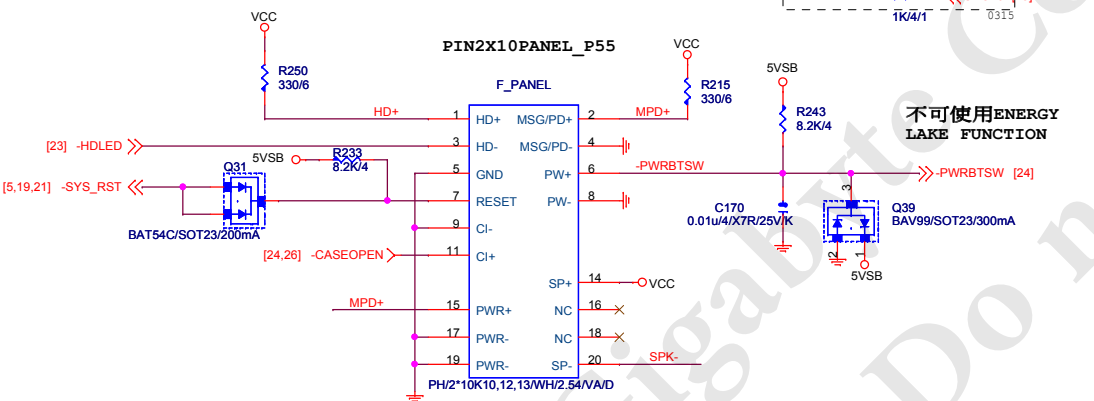 1K/4/1
0315
VCC
R250
330/6
PIN2X10PANEL_P55
F_PANEL
VCC
R215
330/6
5VSB
R243
8.2K/4
不可使用ENERGY
LAKE FUNCTION
HD+
1
HD+
MSG/PD+
2
MPD+
[23] -HDLED
3
HD-
MSG/PD-
4
Q31
5VSB
R233
8.2K/4
5
GND
PW+
6
-PWRBTSW
-PWRBTSW [24]
[5,19,21] -SYS_RST
7
RESET
PW-
8
BAT54C/SOT23/200mA
9
CI-
C170
0.01u/4/X7R/25V/K
3
Q39
BAV99/SOT23/300mA
2
1
5VSB
[24,26] -CASEOPEN
11
CI+
SP+
14
VCC
MPD+
15
PWR+
NC
16
17
PWR-
NC
18
19
PWR-
SP-
20
SPK-
PH/2*10K10,12,13/WH/2.54/VA/D
Gigabyte Co
Do n